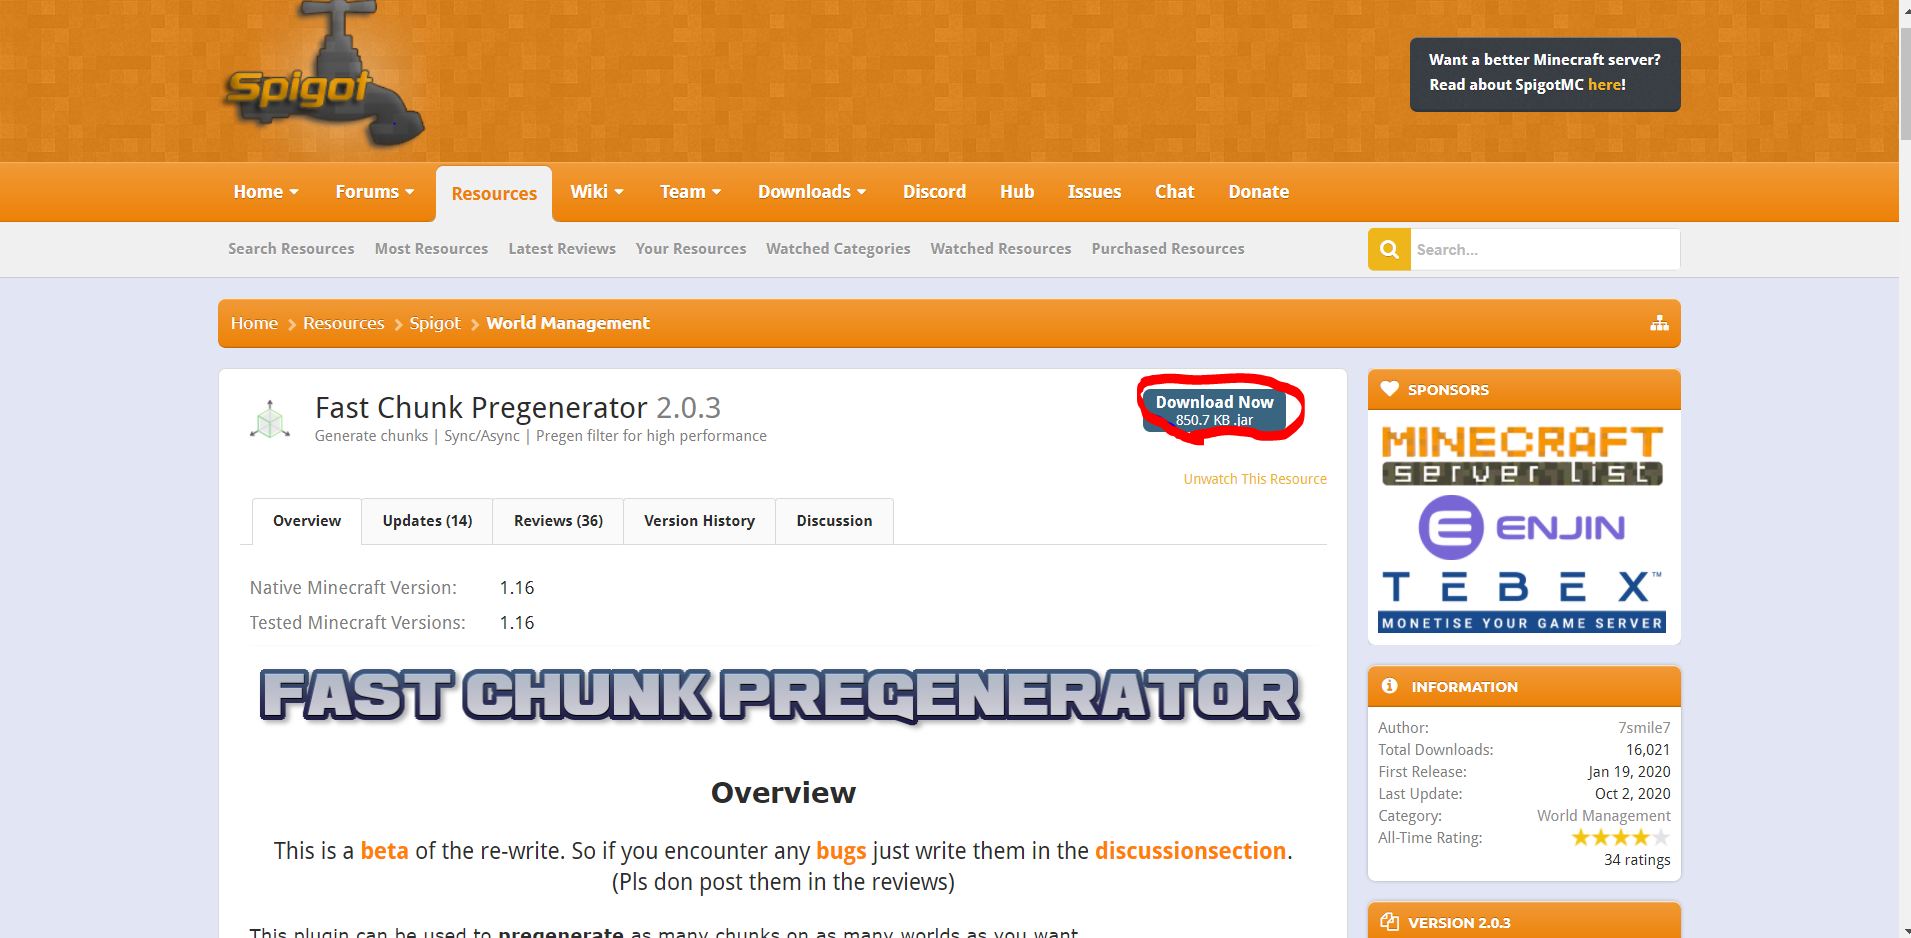 Spigot
Want a better Minecraft server?
Read about SpigotMC here!
Home Forums Resources Wiki Team Downloads Discord Hub Issues Chat Donate
Search Resources Most Resources Latest Reviews Your Resources Watched Categories Watched Resources Purchased Resources
Search...
Home Resources Spigot World Management
Fast Chunk Pregenerator 2.0.3
Generate chunks | Sync/Async | Pregen filter for high performance
Download Now
850.7 KB .jar
Unwatch This Resource
Overview Updates (14) Reviews (36) Version History Discussion
Native Minecraft Version: 1.16
Tested Minecraft Versions: 1.16
FAST CHUNK PREGENERATOR
Overview
This is a beta of the re-write. So if you encounter any bugs just write them in the discussionsection.
(Pls don post them in the reviews)
This plugin can be used to pregenerate as many chunks on as many worlds as you want
SPONSORS
MINECRAFT
server list
ENJIN
TEBEX™
MONETISE YOUR GAME SERVER
INFORMATION
Author: 7smile7
Total Downloads: 16,021
First Release: Jan 19, 2020
Last Update: Oct 2, 2020
Category: World Management
All-Time Rating:
34 ratings
VERSION 2.0.3